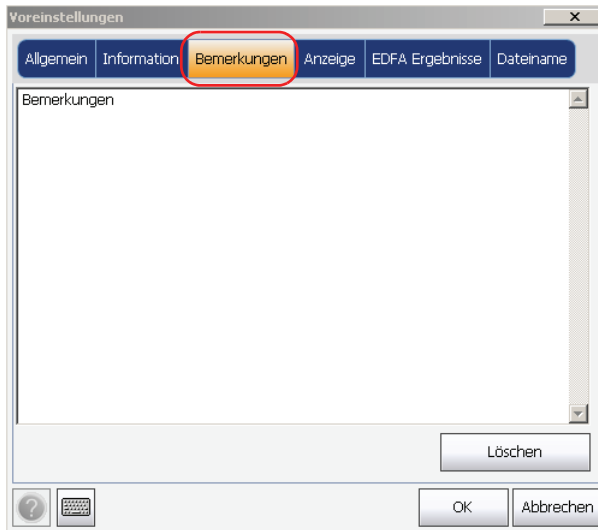 Voreinstellungen
Allgemein Information Bemerkungen Anzeige EDFA Ergebnisse Dateiname
Bemerkungen
Löschen
OK Abbrechen